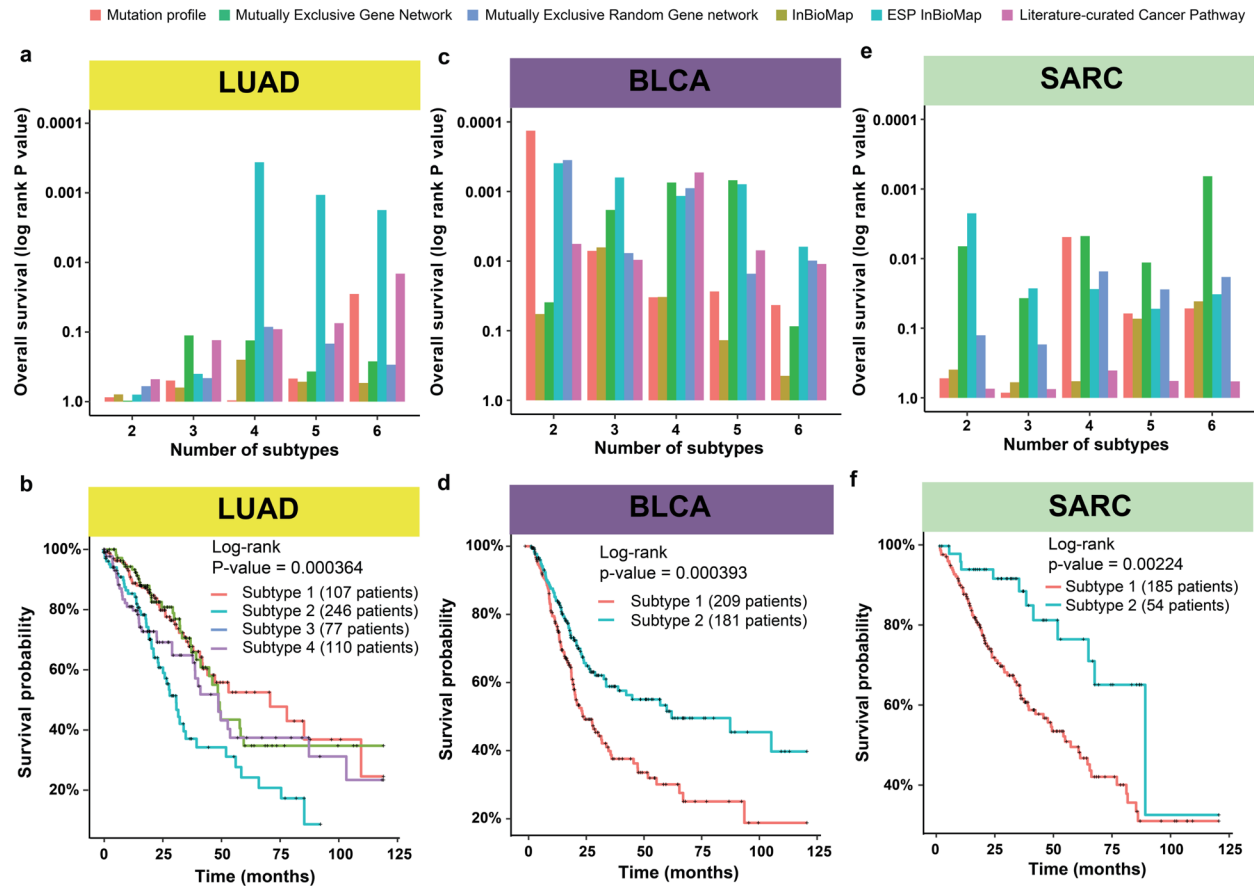 Mutation profile
Mutually Exclusive Gene Network
Mutually Exclusive Random Gene network
InBioMap
ESP InBioMap
Literature-curated Cancer Pathway
a
LUAD
Overall survival (log rank P value)
0.0001
0.001
0.01
0.1
1.0
2 3 4 5 6
Number of subtypes
c
BLCA
Overall survival (log rank P value)
0.0001
0.001
0.01
0.1
1.0
2 3 4 5 6
Number of subtypes
e
SARC
Overall survival (log rank P value)
0.0001
0.001
0.01
0.1
1.0
2 3 4 5 6
Number of subtypes
b
LUAD
Log-rank
P-value = 0.000364
Subtype 1 (107 patients)
Subtype 2 (246 patients)
Subtype 3 (77 patients)
Subtype 4 (110 patients)
Survival probability
100%
80%
60%
40%
20%
0 25 50 75 100 125
Time (months)
d
BLCA
Log-rank
p-value = 0.000393
Subtype 1 (209 patients)
Subtype 2 (181 patients)
Survival probability
100%
80%
60%
40%
20%
0 25 50 75 100 125
Time (months)
f
SARC
Log-rank
p-value = 0.00224
Subtype 1 (185 patients)
Subtype 2 (54 patients)
Survival probability
100%
80%
60%
40%
0 25 50 75 100 125
Time (months)